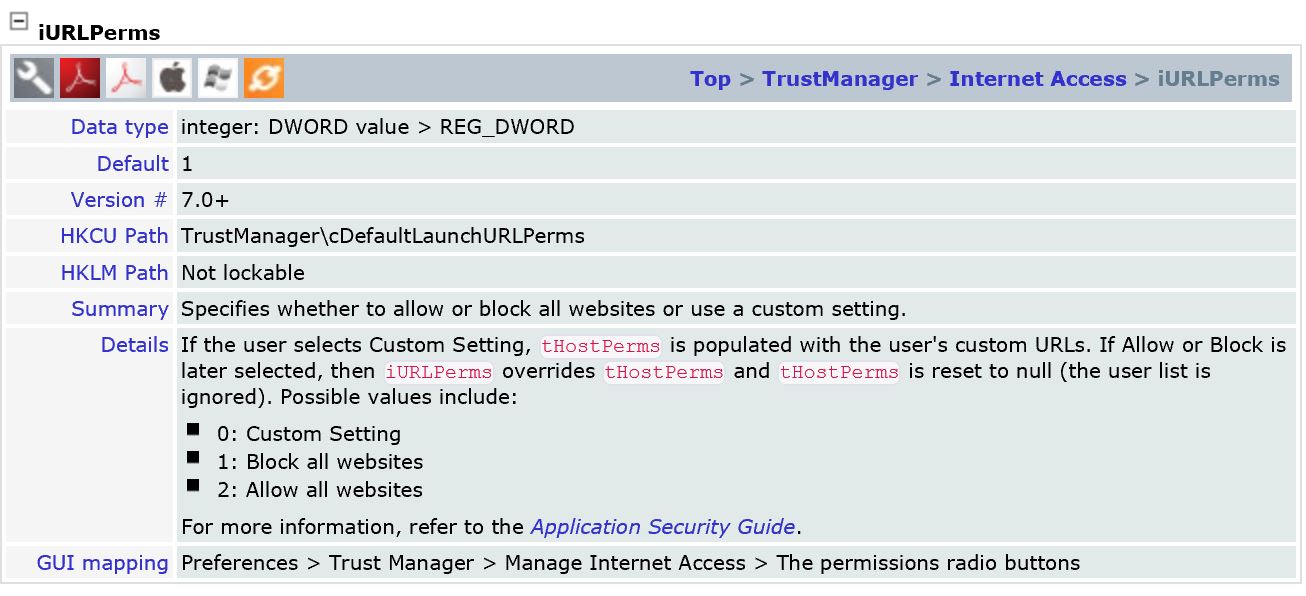 iURLPerms
Top > TrustManager > Internet Access > iURLPerms
Data type integer: DWORD value > REG_DWORD
Default 1
Version # 7.0+
HKCU Path TrustManager\cDefaultLaunchURLPerms
HKLM Path Not lockable
Summary Specifies whether to allow or block all websites or use a custom setting.
Details If the user selects Custom Setting, tHostPerms is populated with the user's custom URLs. If Allow or Block is
later selected, then iURLPerms overrides tHostPerms and tHostPerms is reset to null (the user list is
ignored). Possible values include:
0: Custom Setting
1: Block all websites
2: Allow all websites
For more information, refer to the Application Security Guide.
GUI mapping Preferences > Trust Manager > Manage Internet Access > The permissions radio buttons